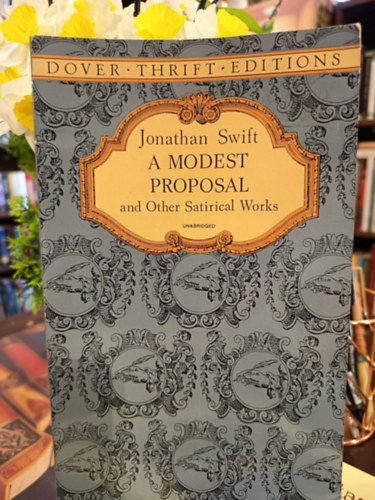 DOVER · THRIFT · EDITIONS
Jonathan Swift
A MODEST
PROPOSAL
and Other Satirical Works
UNABRIDGED